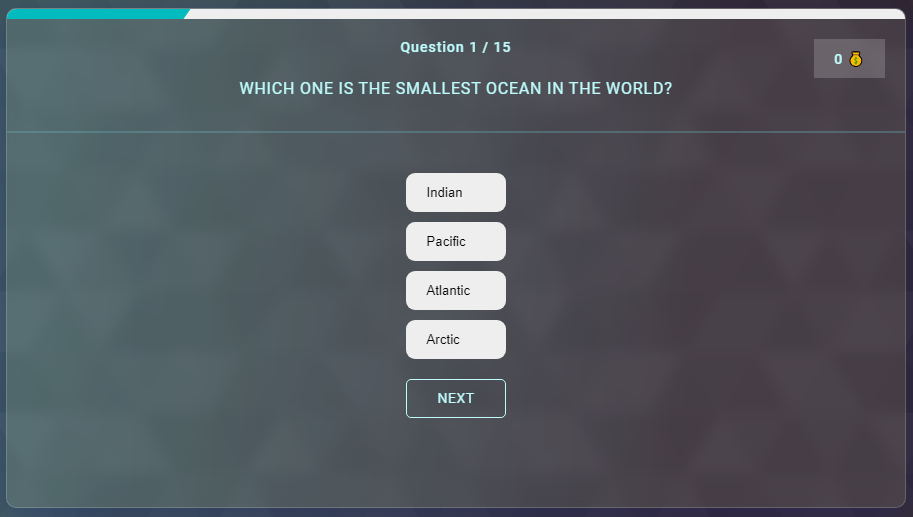 Question 1 / 15
0
WHICH ONE IS THE SMALLEST OCEAN IN THE WORLD?
Indian
Pacific
Atlantic
Arctic
NEXT